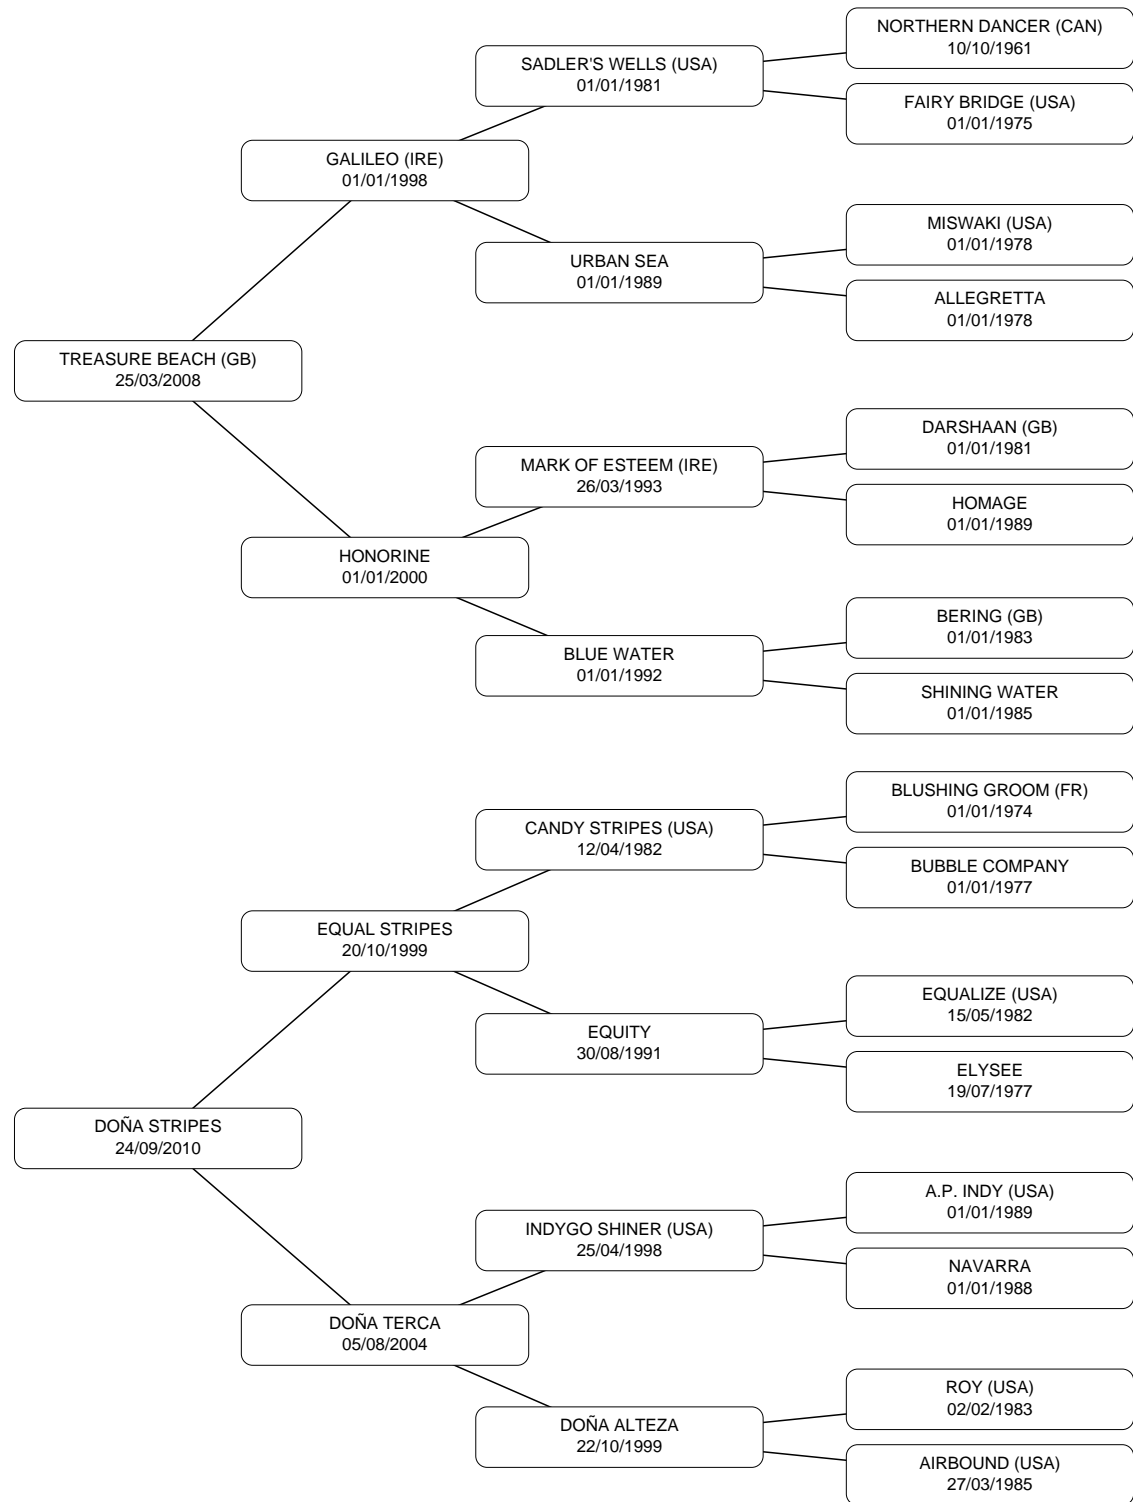 NORTHERN DANCER (CAN)
10/10/1961
SADLER'S WELLS (USA)
01/01/1981
FAIRY BRIDGE (USA)
01/01/1975
GALILEO (IRE)
01/01/1998
MISWAKI (USA)
01/01/1978
URBAN SEA
01/01/1989
ALLEGRETTA
01/01/1978
TREASURE BEACH (GB)
25/03/2008
DARSHAAN (GB)
01/01/1981
MARK OF ESTEEM (IRE)
26/03/1993
HOMAGE
01/01/1989
HONORINE
01/01/2000
BERING (GB)
01/01/1983
BLUE WATER
01/01/1992
SHINING WATER
01/01/1985
BLUSHING GROOM (FR)
01/01/1974
CANDY STRIPES (USA)
12/04/1982
BUBBLE COMPANY
01/01/1977
EQUAL STRIPES
20/10/1999
EQUALIZE (USA)
15/05/1982
EQUITY
30/08/1991
ELYSEE
19/07/1977
DOÑA STRIPES
24/09/2010
A.P. INDY (USA)
01/01/1989
INDYGO SHINER (USA)
25/04/1998
NAVARRA
01/01/1988
DOÑA TERCA
05/08/2004
ROY (USA)
02/02/1983
DOÑA ALTEZA
22/10/1999
AIRBOUND (USA)
27/03/1985